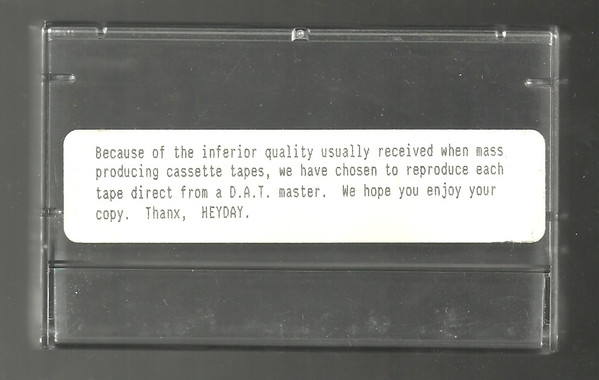 Because of the inferior quality usually received when mass
producing cassette tapes, we have chosen to reproduce each
tape direct from a D.A.T. master.  We hope you enjoy your
copy.  Thanx,  HEYDAY.